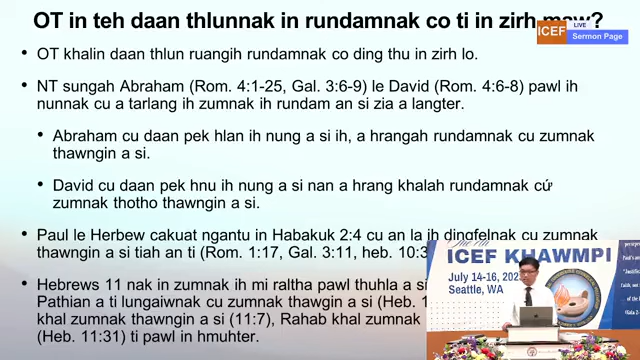 OT in teh daan thlunnak in rundamnak co ti in zirh maw?
ICEF
LIVE
Sermon Page
• OT khalin daan thlun ruangih rundamnak co ding thu in zirh lo.
• NT sungah Abraham (Rom. 4:1-25, Gal. 3:6-9) le David (Rom. 4:6-8) pawl ih
nunnak cu a tarlang ih zumnak ih rundam an si zia a langter.
• Abraham cu daan pek hlan ih nung a si ih, a hrangah rundamnak cu zumnak
thawngin a si.
• David cu daan pek hnu ih nung a si nan a hrang khalah rundamnak cứ
zumnak thotho thawngin a si.
• Paul le Herbew cakuat ngantu in Habakuk 2:4 cu an la ih dingfelnak cu zumnak
thawngin a si tiah an ti (Rom. 1:17, Gal. 3:11, heb. 10:3
• Hebrews 11 nak in zumnak ih mi raltha pawl thuhla a si
Pathian a ti lungaiwnak cu zumnak thawgin a si (Heb. 1
khal zumnak thawngin a si (11:7), Rahab khal zumnak
(Heb. 11:31) ti pawl in hmuhter.
ICEF KHAWMPI
July 14-16, 202
Seattle, WA